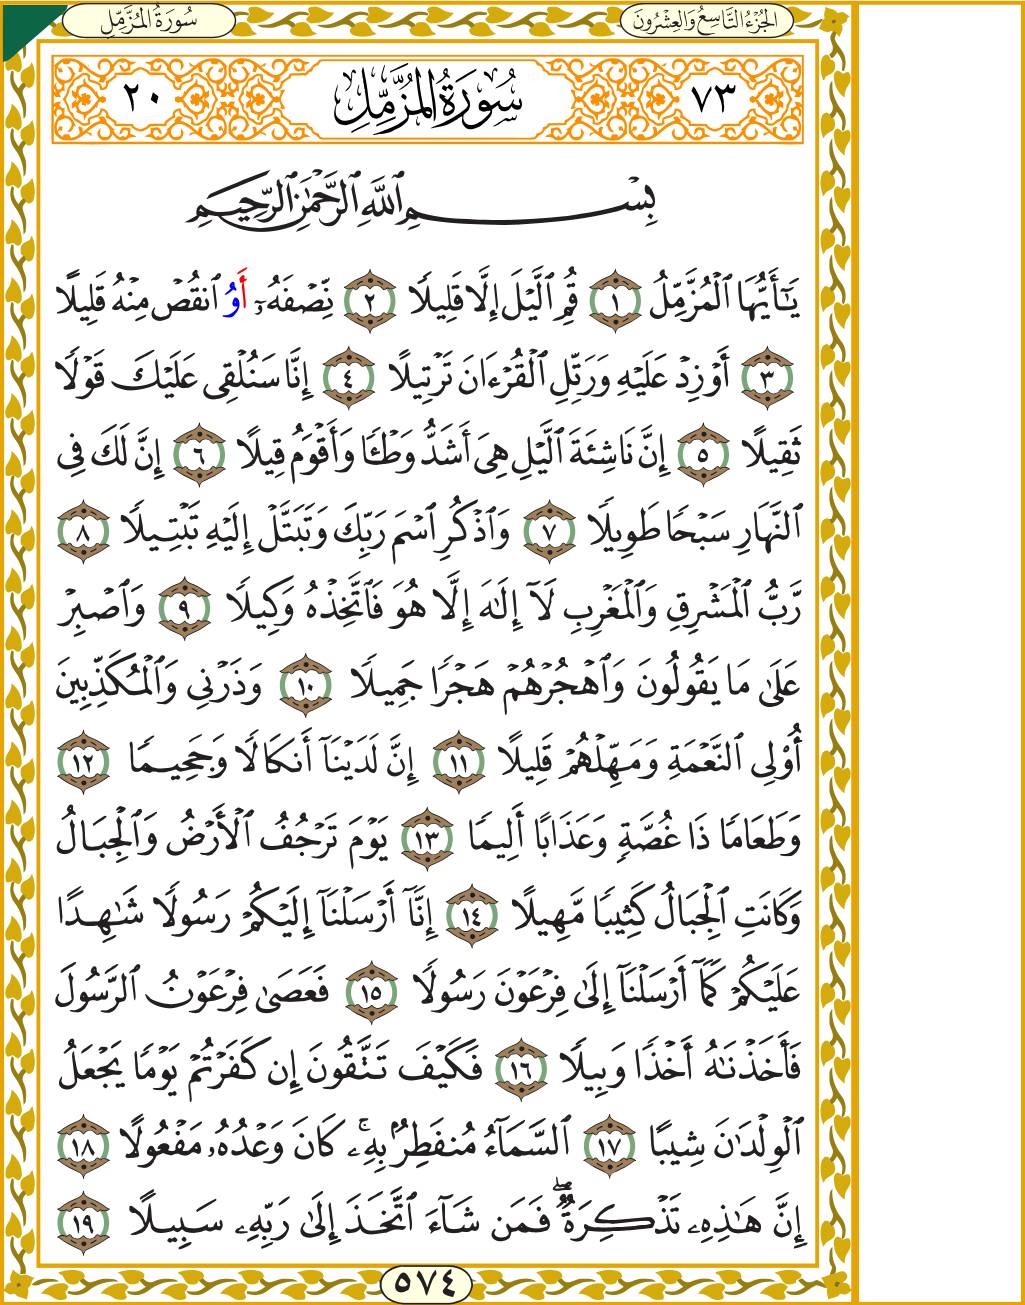 سُورَةُ المُزَّمِّلِ
الجُزْءُ التَّاسِعُ وَالعِشْرُونَ
٧٣ سُورَةُ المُزَّمِّلِ ٢٠
بِسْمِ ٱللَّهِ ٱلرَّحْمَٰنِ ٱلرَّحِيمِ
يَٰٓأَيُّهَا ٱلْمُزَّمِّلُ ١ قُمِ ٱلَّيْلَ إِلَّا قَلِيلًا ٢ نِّصْفَهُۥٓ أَوُ ٱنقُصْ مِنْهُ قَلِيلًا
٣ أَوْ زِدْ عَلَيْهِ وَرَتِّلِ ٱلْقُرْءَانَ تَرْتِيلًا ٤ إِنَّا سَنُلْقِى عَلَيْكَ قَوْلًا
ثَقِيلًا ٥ إِنَّ نَاشِئَةَ ٱلَّيْلِ هِىَ أَشَدُّ وَطْـًٔا وَأَقْوَمُ قِيلًا ٦ إِنَّ لَكَ فِى
ٱلنَّهَارِ سَبْحًا طَوِيلًا ٧ وَٱذْكُرِ ٱسْمَ رَبِّكَ وَتَبَتَّلْ إِلَيْهِ تَبْتِيلًا ٨
رَّبُّ ٱلْمَشْرِقِ وَٱلْمَغْرِبِ لَآ إِلَٰهَ إِلَّا هُوَ فَٱتَّخِذْهُ وَكِيلًا ٩ وَٱصْبِرْ
عَلَىٰ مَا يَقُولُونَ وَٱهْجُرْهُمْ هَجْرًا جَمِيلًا ١٠ وَذَرْنِى وَٱلْمُكَذِّبِينَ
أُو۟لِى ٱلنَّعْمَةِ وَمَهِّلْهُمْ قَلِيلًا ١١ إِنَّ لَدَيْنَآ أَنكَالًا وَجَحِيمًا ١٢
وَطَعَامًا ذَا غُصَّةٍ وَعَذَابًا أَلِيمًا ١٣ يَوْمَ تَرْجُفُ ٱلْأَرْضُ وَٱلْجِبَالُ
وَكَانَتِ ٱلْجِبَالُ كَثِيبًا مَّهِيلًا ١٤ إِنَّآ أَرْسَلْنَآ إِلَيْكُمْ رَسُولًا شَٰهِدًا
عَلَيْكُمْ كَمَآ أَرْسَلْنَآ إِلَىٰ فِرْعَوْنَ رَسُولًا ١٥ فَعَصَىٰ فِرْعَوْنُ ٱلرَّسُولَ
فَأَخَذْنَٰهُ أَخْذًا وَبِيلًا ١٦ فَكَيْفَ تَتَّقُونَ إِن كَفَرْتُمْ يَوْمًا يَجْعَلُ
ٱلْوِلْدَٰنَ شِيبًا ١٧ ٱلسَّمَآءُ مُنفَطِرٌۢ بِهِۦ ۚ كَانَ وَعْدُهُۥ مَفْعُولًا ١٨
إِنَّ هَٰذِهِۦ تَذْكِرَةٌ ۖ فَمَن شَآءَ ٱتَّخَذَ إِلَىٰ رَبِّهِۦ سَبِيلًا ١٩
٥٧٤